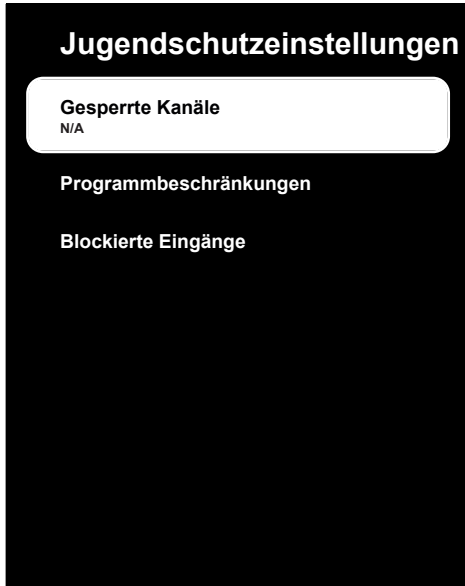 Jugendschutzeinstellungen
Gesperrte Kanäle
N/A
Programmbeschränkungen
Blockierte Eingänge